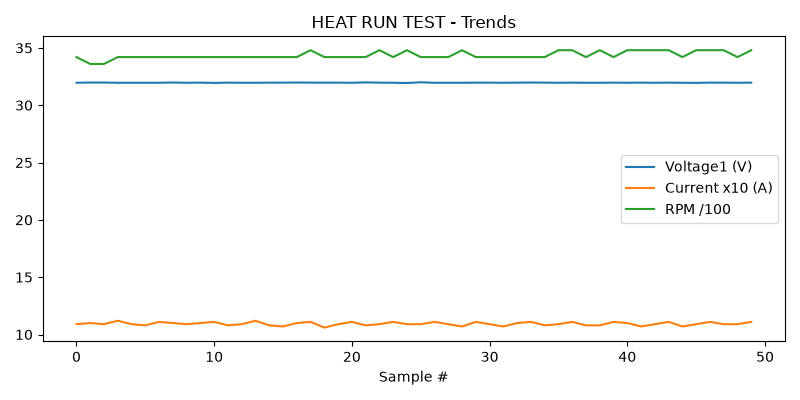 HEAT RUN TEST - Trends
35
30
25
20
15
10
Voltage1 (V)
Current x10 (A)
RPM /100
0 10 20 30 40 50
Sample #